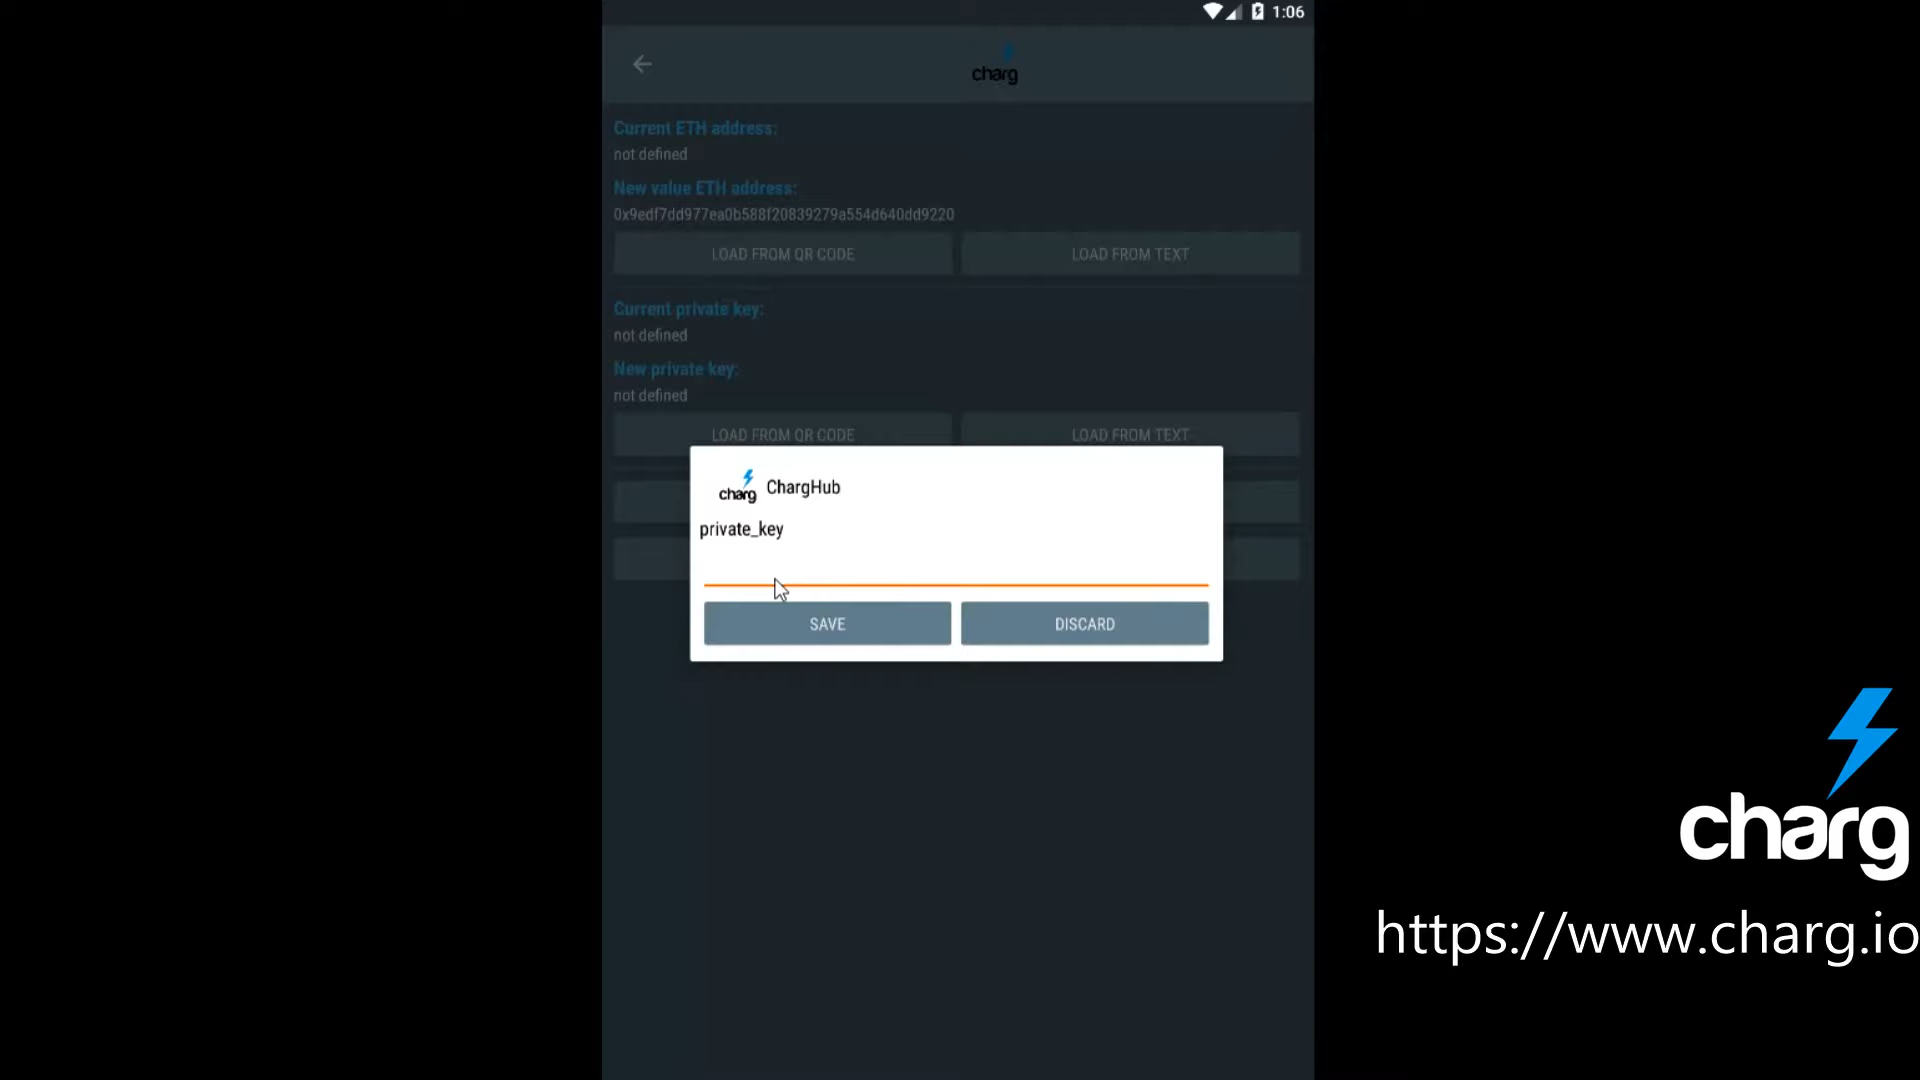 1:06
charg
Current ETH address:
not defined
New value ETH address:
0x9edf7dd977ea0b588f20839279a554d640dd9220
LOAD FROM QR CODE
LOAD FROM TEXT
Current private key:
not defined
New private key:
not defined
LOAD FROM QR CODE
LOAD FROM TEXT
charg
ChargHub
private_key
SAVE
DISCARD
charg
https://www.charg.io